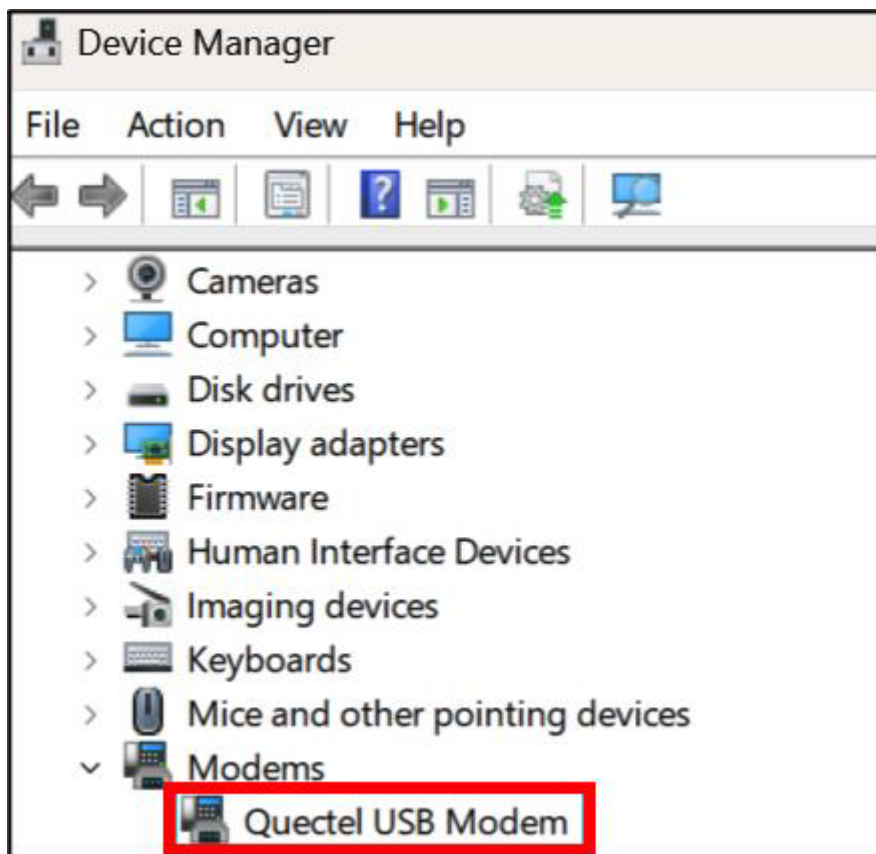 Device Manager
File Action View Help
?
Cameras
Computer
Disk drives
Display adapters
Firmware
Human Interface Devices
Imaging devices
Keyboards
Mice and other pointing devices
Modems
Quectel USB Modem